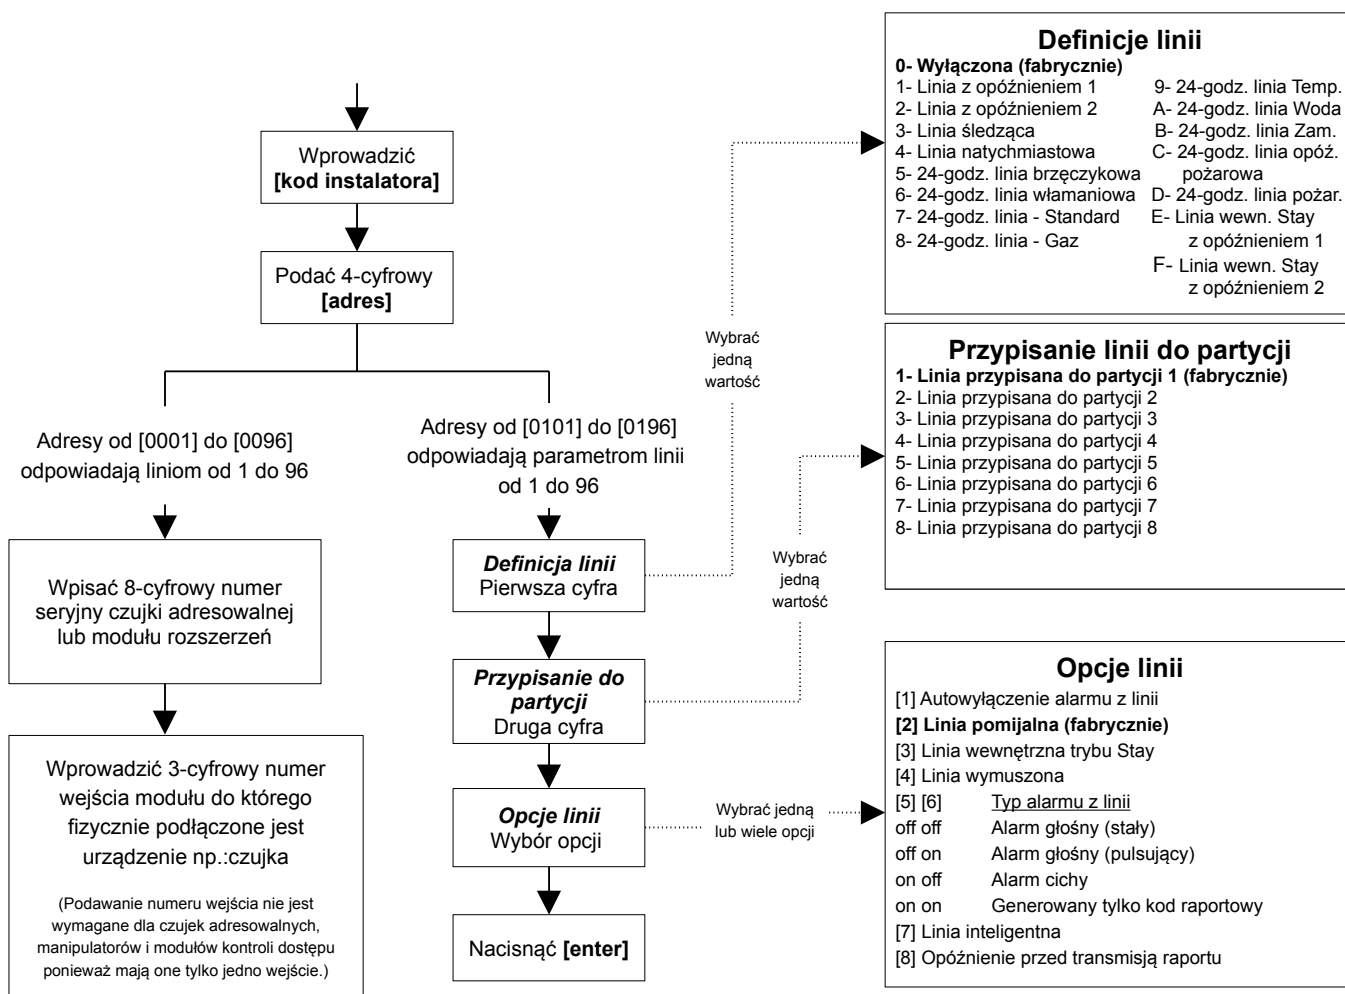 Wprowadzić
[kod instalatora]
Podać 4-cyfrowy
[adres]
Adresy od [0001] do [0096]
odpowiadają liniom od 1 do 96
Wpisać 8-cyfrowy numer
seryjny czujki adresowalnej
lub modułu rozszerzeń
Wprowadzić 3-cyfrowy numer
wejścia modułu do którego
fizycznie podłączone jest
urządzenie np.:czujka
(Podawanie numeru wejścia nie jest
wymagane dla czujek adresowalnych,
manipulatorów i modułów kontroli dostępu
ponieważ mają one tylko jedno wejście.)
Adresy od [0101] do [0196]
odpowiadają parametrom linii
od 1 do 96
Definicja linii
Pierwsza cyfra
Przypisanie do
partycji
Druga cyfra
Opcje linii
Wybór opcji
Nacisnąć [enter]
Wybrać
jedną
wartość
Wybrać
jedną
wartość
Wybrać jedną
lub wiele opcji
Definicje linii
0- Wyłączona (fabrycznie)
1- Linia z opóźnieniem 1
2- Linia z opóźnieniem 2
3- Linia śledząca
4- Linia natychmiastowa
5- 24-godz. linia brzęczykowa
6- 24-godz. linia włamaniowa
7- 24-godz. linia - Standard
8- 24-godz. linia - Gaz
9- 24-godz. linia Temp.
A- 24-godz. linia Woda
B- 24-godz. linia Zam.
C- 24-godz. linia opóź.
pożarowa
D- 24-godz. linia pożar.
E- Linia wewn. Stay
z opóźnieniem 1
F- Linia wewn. Stay
z opóźnieniem 2
Przypisanie linii do partycji
1- Linia przypisana do partycji 1 (fabrycznie)
2- Linia przypisana do partycji 2
3- Linia przypisana do partycji 3
4- Linia przypisana do partycji 4
5- Linia przypisana do partycji 5
6- Linia przypisana do partycji 6
7- Linia przypisana do partycji 7
8- Linia przypisana do partycji 8
Opcje linii
[1] Autowyłączenie alarmu z linii
[2] Linia pomijalna (fabrycznie)
[3] Linia wewnętrzna trybu Stay
[4] Linia wymuszona
[5] [6] Typ alarmu z linii
off off Alarm głośny (stały)
off on Alarm głośny (pulsujący)
on off Alarm cichy
on on Generowany tylko kod raportowy
[7] Linia inteligentna
[8] Opóźnienie przed transmisją raportu